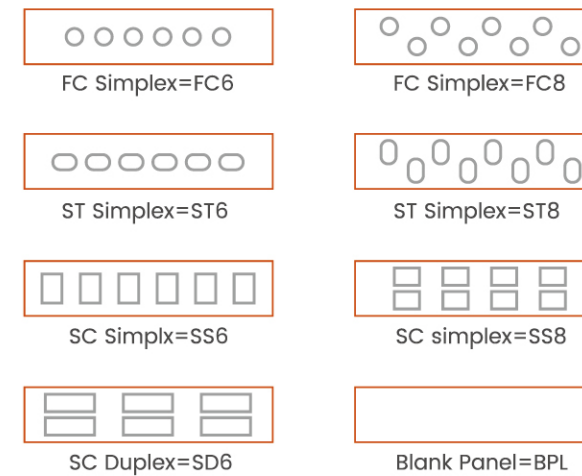 FC Simplex=FC6
FC Simplex=FC8
ST Simplex=ST6
ST Simplex=ST8
SC Simplx=SS6
SC simplex=SS8
SC Duplex=SD6
Blank Panel=BPL